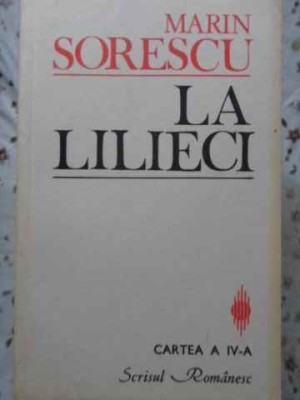 MARIN
SORESCU
LA
LILIECI
CARTEA A IV-A
Scrisul Românesc